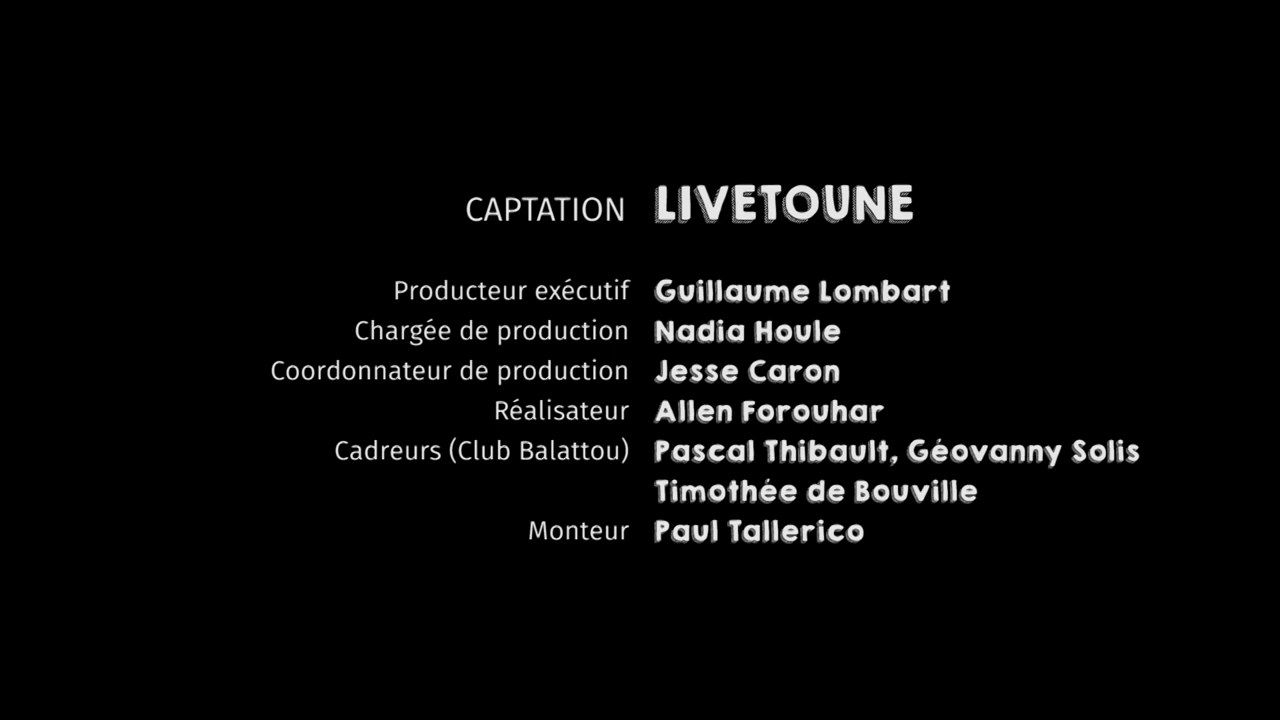 CAPTATION LIVETOUNE
Producteur exécutif Guillaume Lombart
Chargée de production Nadia Houle
Coordonnateur de production Jesse Caron
Réalisateur Allen Forouhar
Cadreurs (Club Balattou) Pascal Thibault, Géovanny Solis
Timothée de Bouville
Monteur Paul Tallerico